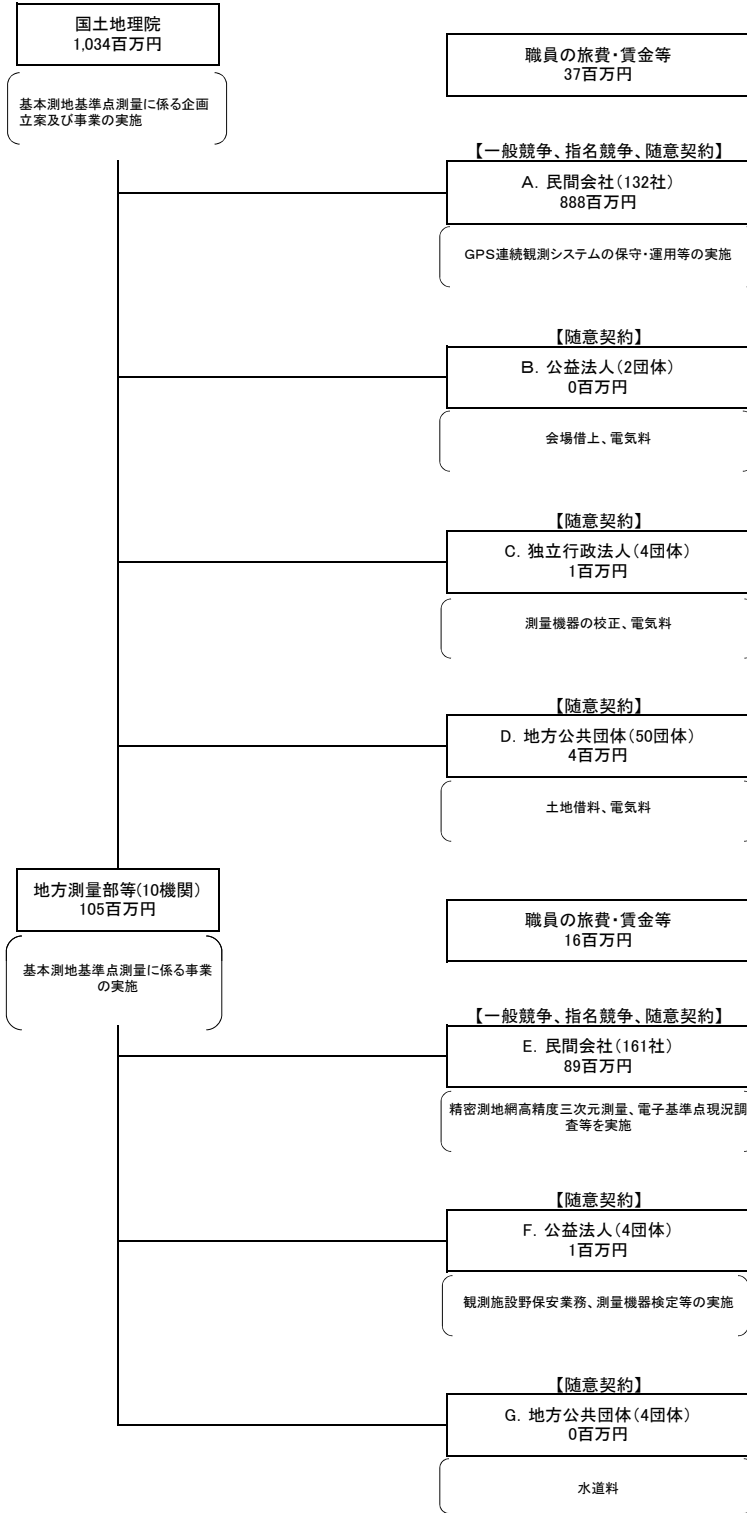 国土地理院
1,034百万円
基本測地基準点測量に係る企画
立案及び事業の実施
職員の旅費・賃金等
37百万円
【一般競争、指名競争、随意契約】
A. 民間会社(132社)
888百万円
GPS連続観測システムの保守・運用等の実施
【随意契約】
B. 公益法人(2団体)
0百万円
会場借上、電気料
【随意契約】
C. 独立行政法人(4団体)
1百万円
測量機器の校正、電気料
【随意契約】
D. 地方公共団体(50団体)
4百万円
土地借料、電気料
地方測量部等(10機関)
105百万円
基本測地基準点測量に係る事業
の実施
職員の旅費・賃金等
16百万円
【一般競争、指名競争、随意契約】
E. 民間会社(161社)
89百万円
精密測地網高精度三次元測量、電子基準点現況調
査等を実施
【随意契約】
F. 公益法人(4団体)
1百万円
観測施設野保安業務、測量機器検定等の実施
【随意契約】
G. 地方公共団体(4団体)
0百万円
水道料